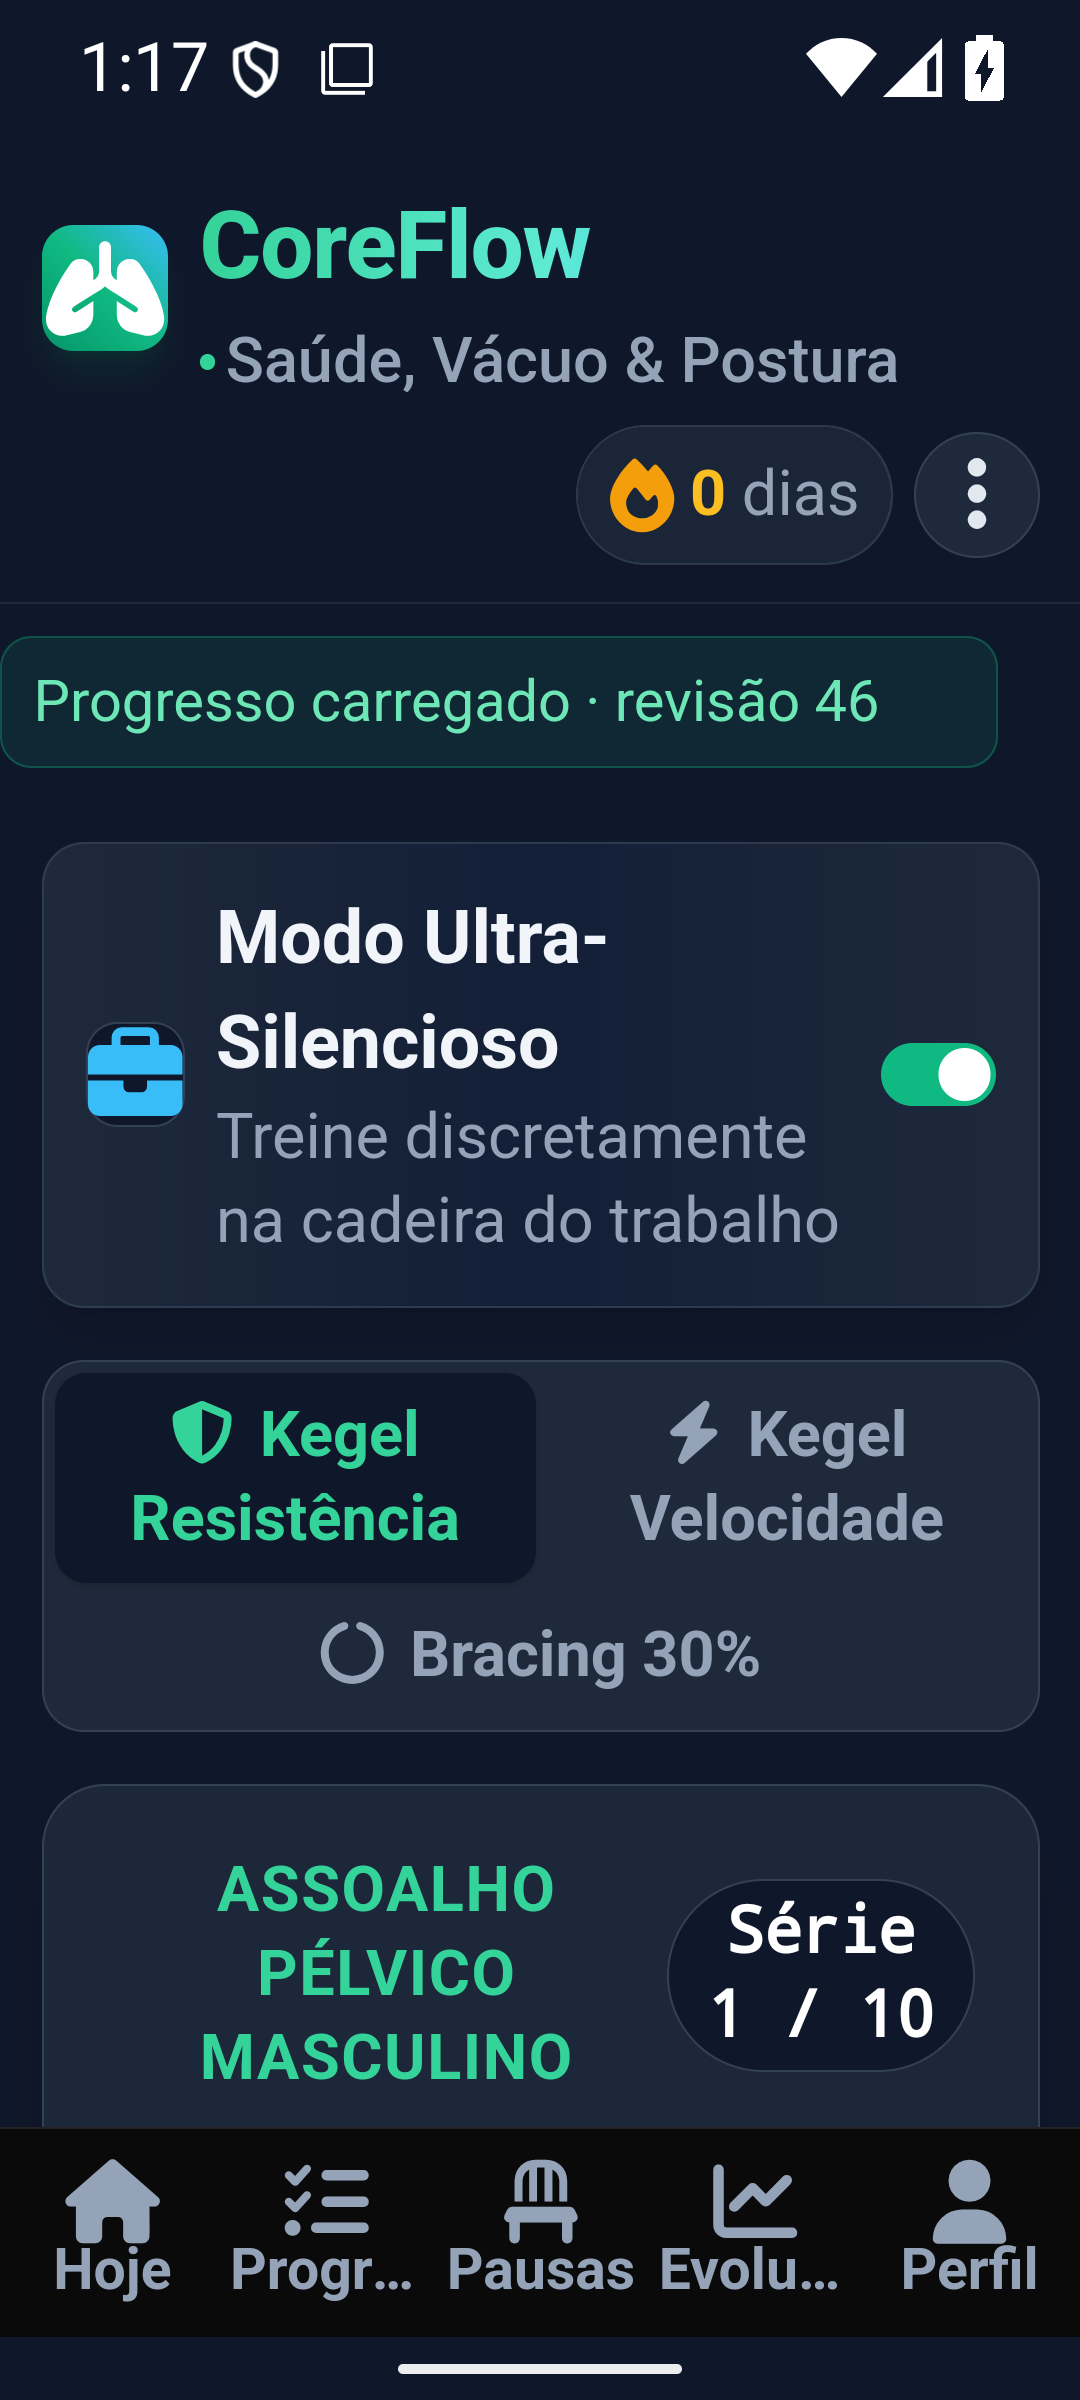 1:17
CoreFlow
Saúde, Vácuo & Postura
0 dias
Progresso carregado · revisão 46
Modo Ultra-
Silencioso
Treine discretamente
na cadeira do trabalho
Kegel
Resistência
Kegel
Velocidade
Bracing 30%
ASSOALHO
PÉLVICO
MASCULINO
Série
1 / 10
Hoje
Progr…
Pausas
Evolu…
Perfil